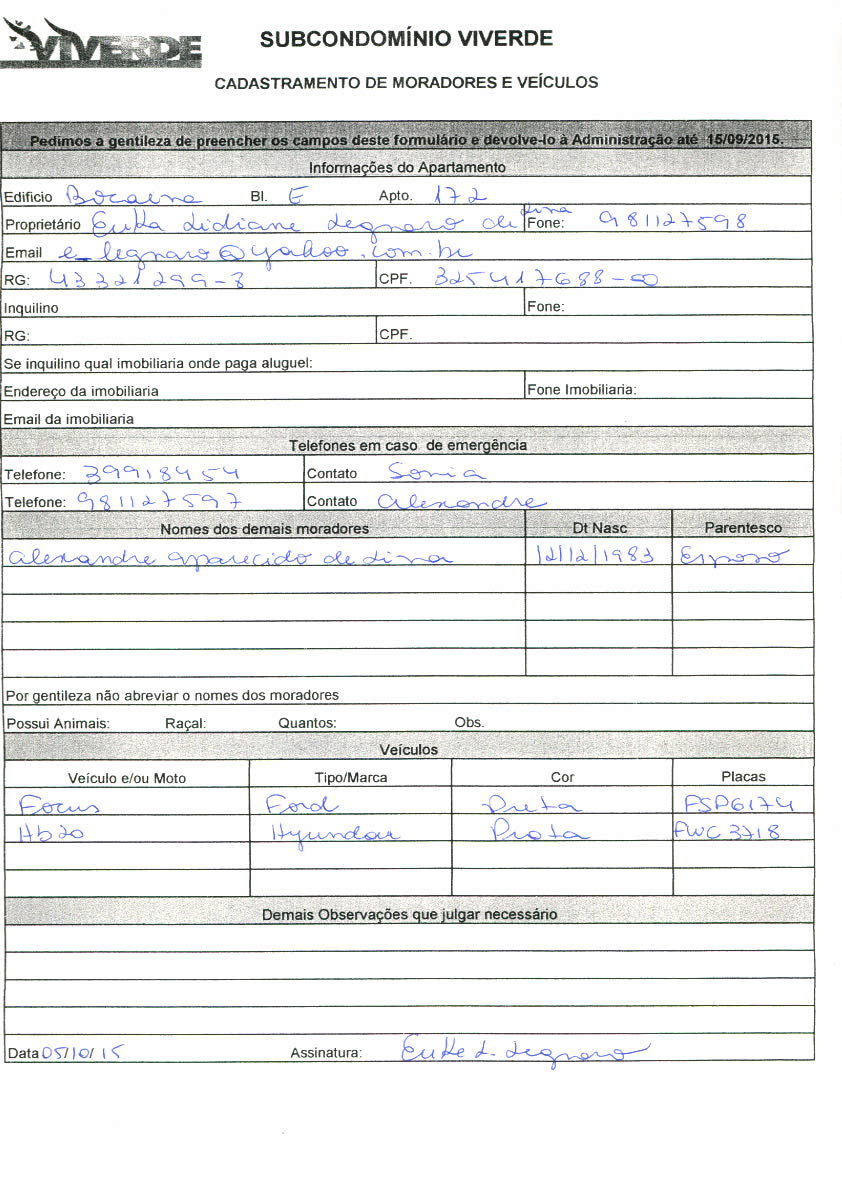 VIVERDE
SUBCONDOMÍNIO VIVERDE
CADASTRAMENTO DE MORADORES E VEÍCULOS
Pedimos a gentileza de preencher os campos deste formulário e devolve-lo à Administração até 15/09/2015.
Informações do Apartamento
Edificio Bocaena Bl. E Apto. 172
Proprietário Lidiane Legnaro de Lima Fone: 981127598
Email e_legnaro@yahoo.com.br
RG: 43321299-8 CPF. 325417688-00
Inquilino Fone:
RG: CPF.
Se inquilino qual imobiliaria onde paga aluguel:
Endereço da imobiliaria Fone Imobiliaria:
Email da imobiliaria
Telefones em caso de emergência
Telefone: 39918454 Contato Sonia
Telefone: 981127597 Contato Alexandre
Nomes dos demais moradores Dt Nasc Parentesco
Alexandre Aparecido de Lima 12/12/1983 Esposo
Por gentileza não abreviar o nomes dos moradores
Possui Animais: Raçal: Quantos: Obs.
Veículos
Veículo e/ou Moto Tipo/Marca Cor Placas
Focus Ford Preta FSP6174
Hb20 Hyundai Prata FWC 3718
Demais Observações que julgar necessário
Data 05/10/15 Assinatura: L. Legnaro